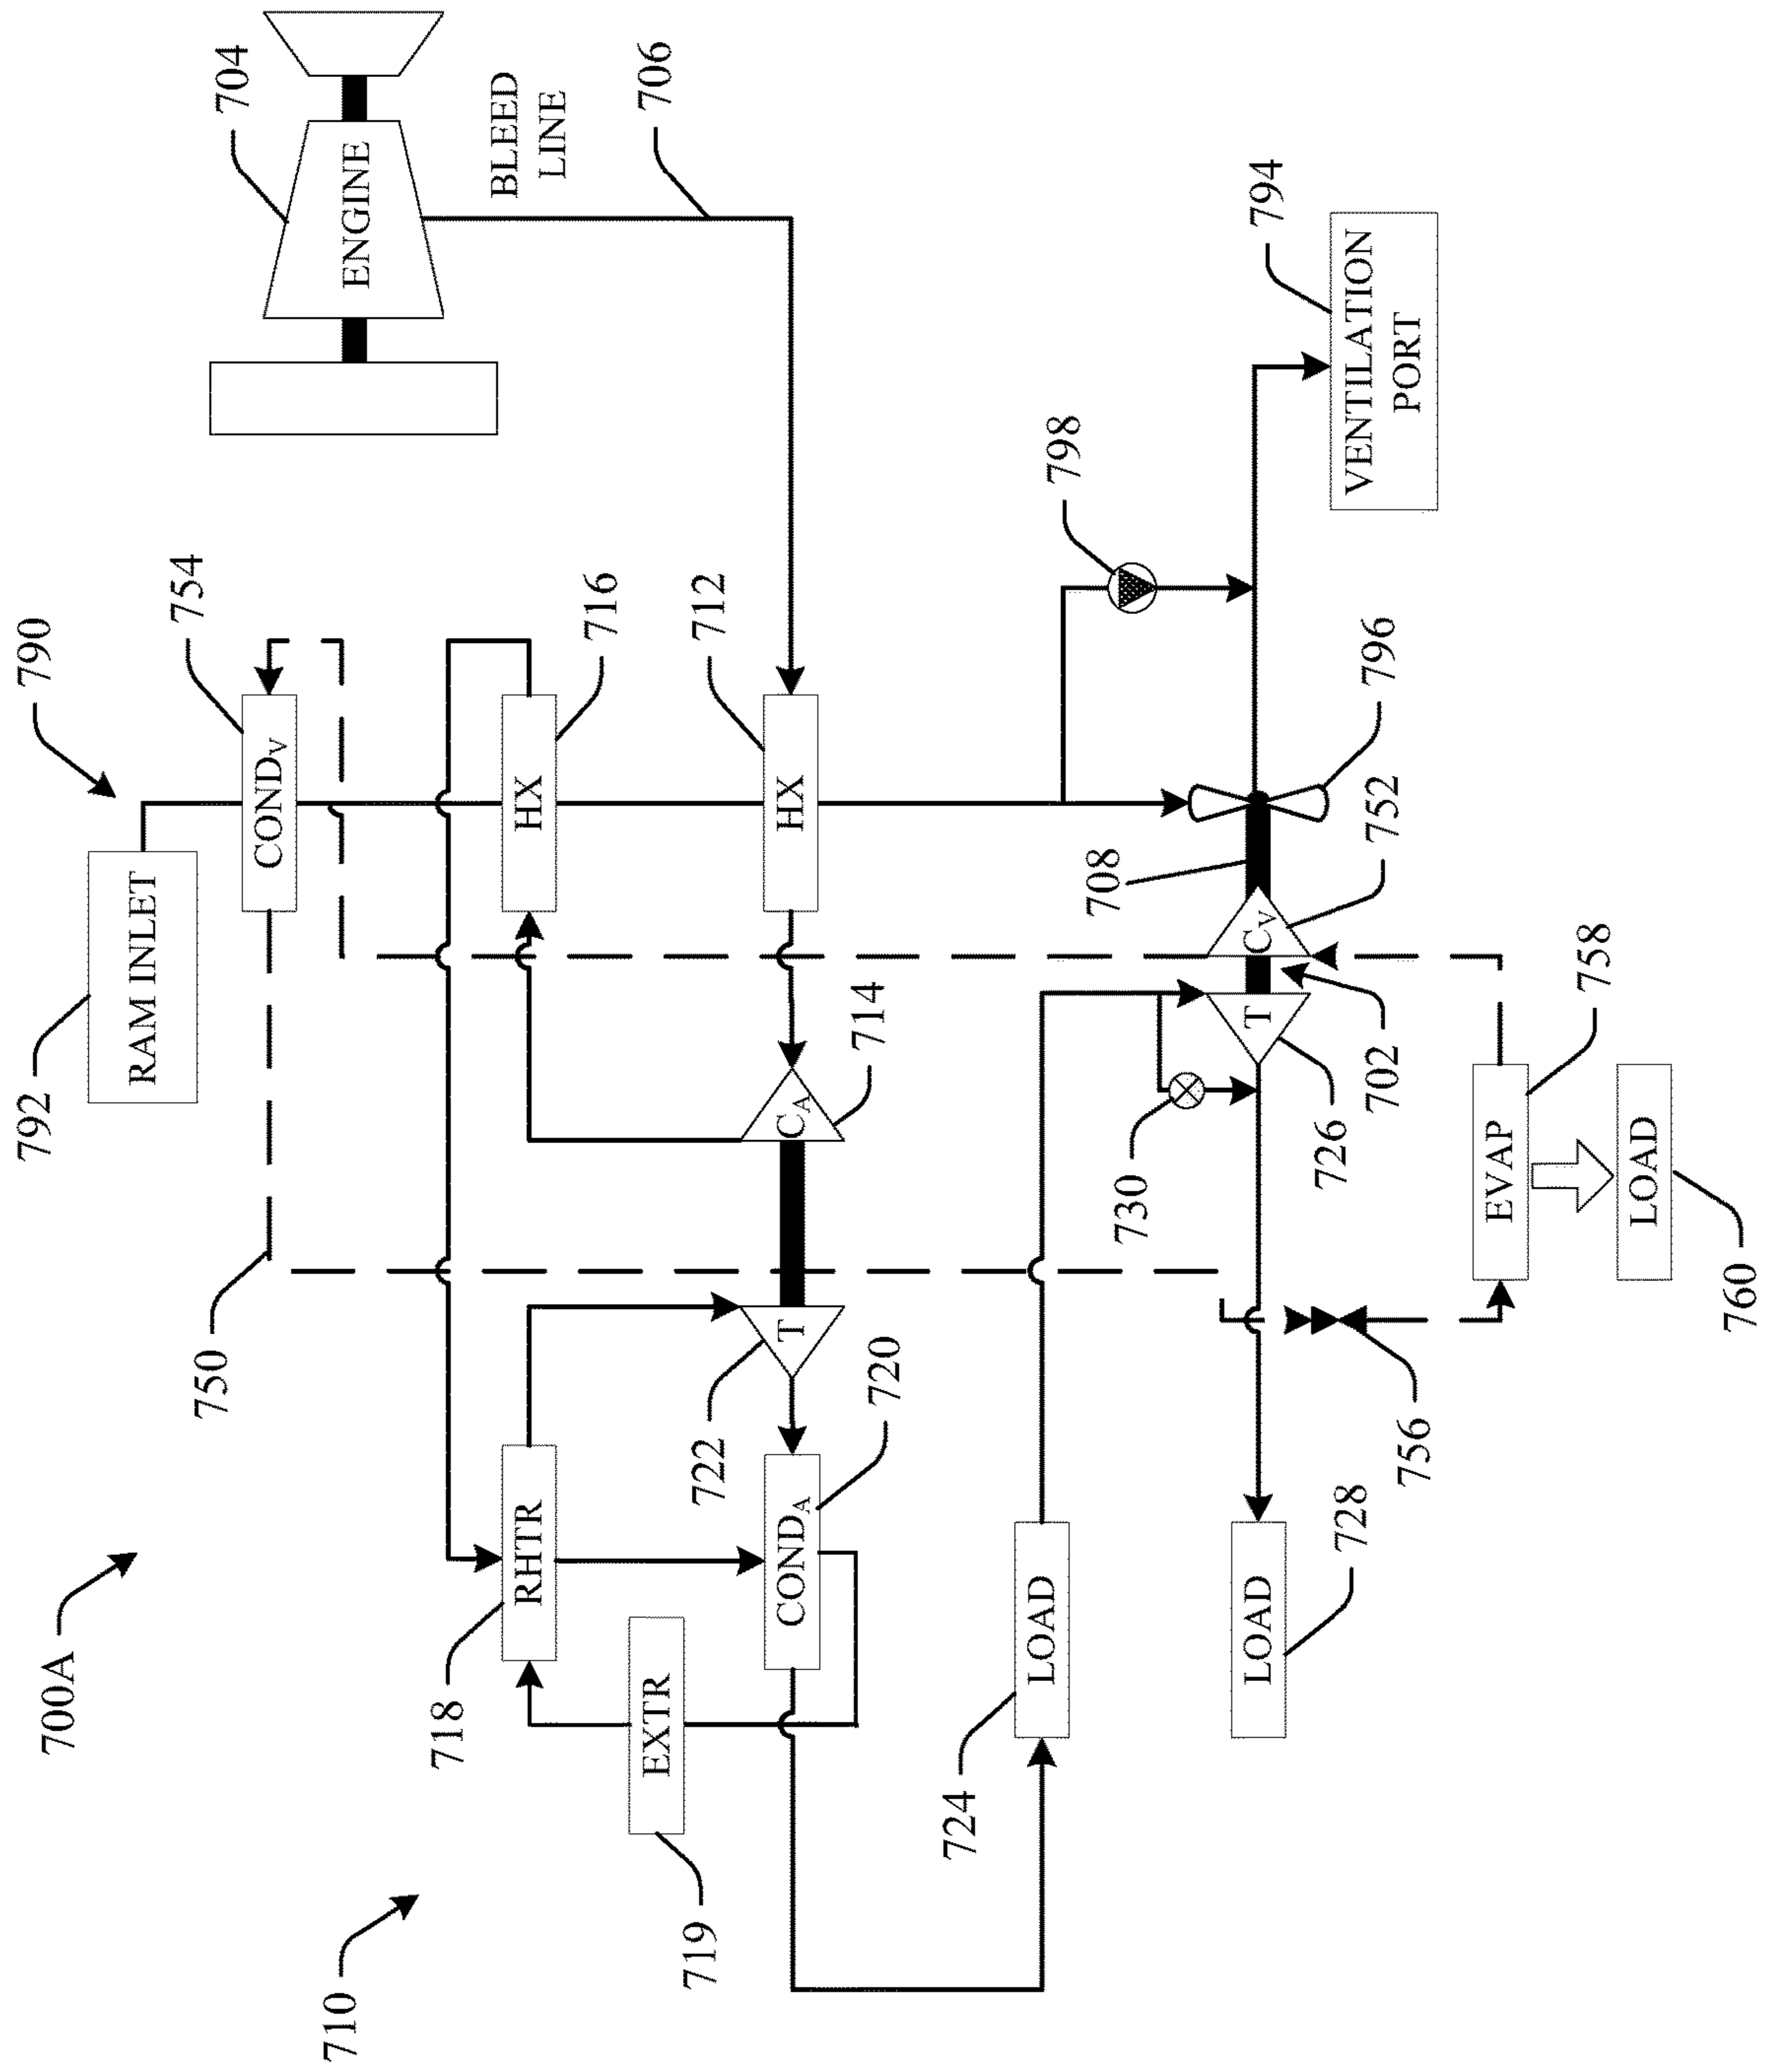 792
790
700A
RAM INLET
754
750
704
COND_V
710
ENGINE
718
BLEED
LINE
RHTR
HX
716
EXTR
706
719
722
712
COND_A
T
C_A
HX
720
714
724
LOAD
798
708
730
LOAD
T
C_V
794
726
728
VENTILATION
PORT
702
752
796
756
EVAP
758
LOAD
760